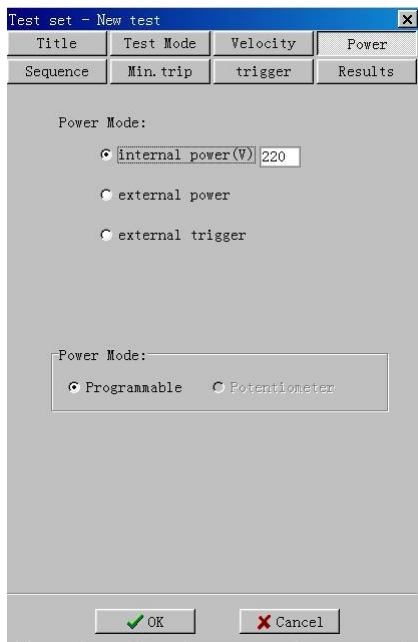 Test set - New test
Title Test Mode Velocity Power
Sequence Min. trip trigger Results
Power Mode:
internal power(V) 220
external power
external trigger
Power Mode:
Programmable Potentiometer
OK Cancel